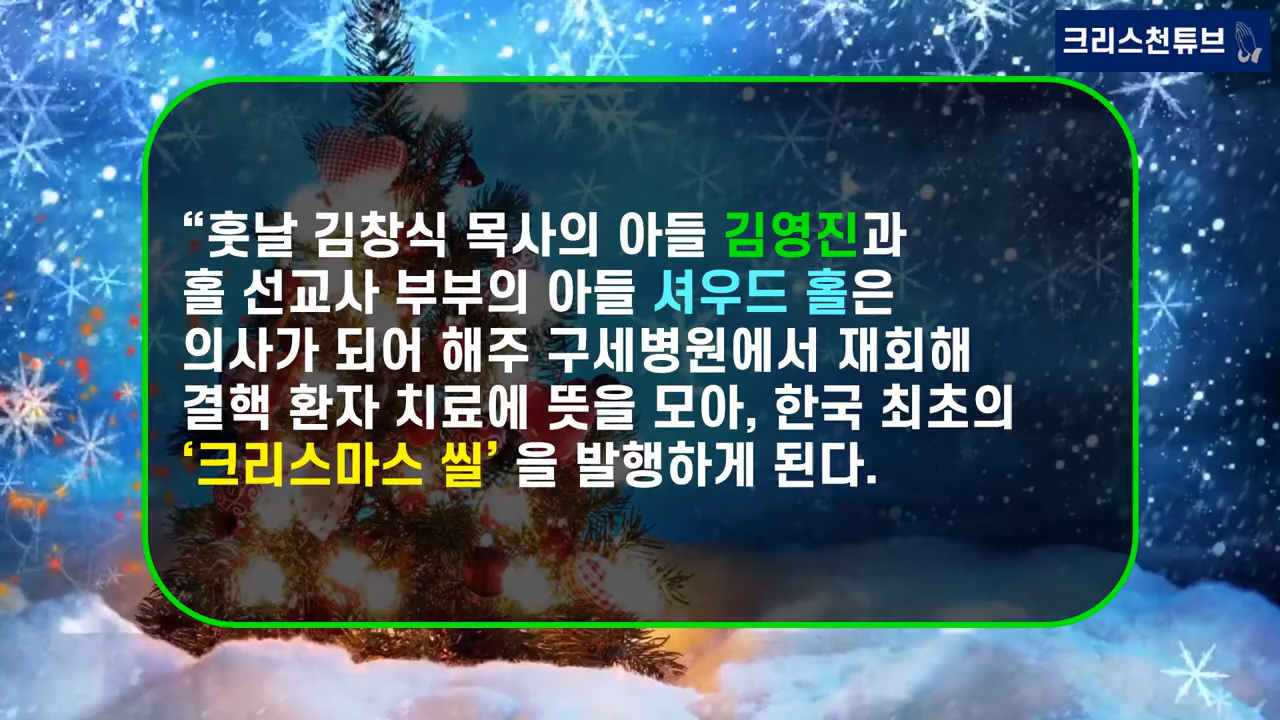 크리스천튜브
“훗날 김창식 목사의 아들 김영진과
홀 선교사 부부의 아들 셔우드 홀은
의사가 되어 해주 구세병원에서 재회해
결핵 환자 치료에 뜻을 모아, 한국 최초의
‘크리스마스 씰’ 을 발행하게 된다.